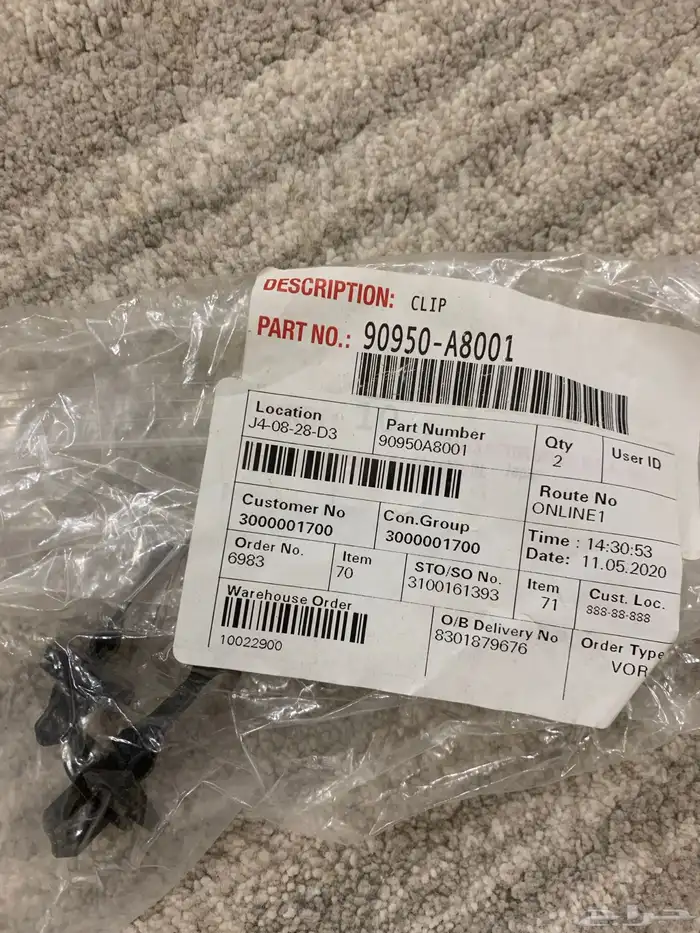 DESCRIPTION: CLIP
PART NO.: 90950-A8001
Location
J4-08-28-D3
Part Number
90950A8001
Qty
2
User ID
Route No
ONLINE1
Customer No
3000001700
Con.Group
3000001700
Time : 14:30:53
Date: 11.05.2020
Order No.
6983
Item
70
STO/SO No.
3100161393
Item
71
Cust. Loc.
888-88-888
Warehouse Order
10022900
O/B Delivery No
8301879676
Order Type
VOR
حراج